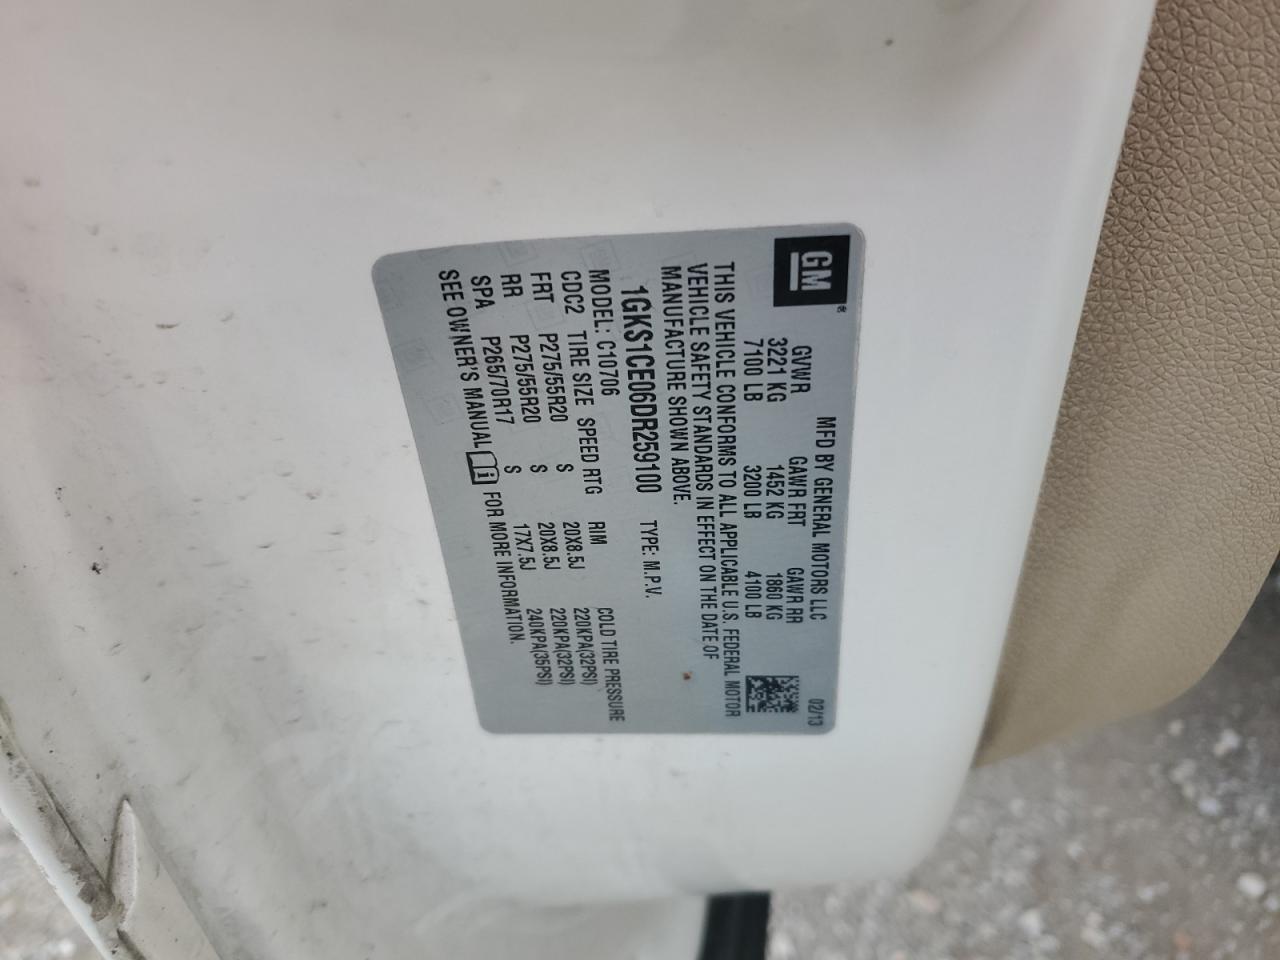 GM ®
MFD BY GENERAL MOTORS LLC 02/13
GVWR GAWR FRT GAWR RR
3221 KG 1452 KG 1860 KG
7100 LB 3200 LB 4100 LB
THIS VEHICLE CONFORMS TO ALL APPLICABLE U.S. FEDERAL MOTOR
VEHICLE SAFETY STANDARDS IN EFFECT ON THE DATE OF
MANUFACTURE SHOWN ABOVE.
1GKS1CE06DR259100 TYPE: M.P.V.
MODEL: C10706
CDC2 TIRE SIZE SPEED RTG RIM COLD TIRE PRESSURE
FRT P275/55R20 S 20X8.5J 220KPA(32PSI)
RR P275/55R20 S 20X8.5J 220KPA(32PSI)
SPA P265/70R17 S 17X7.5J 240KPA(35PSI)
SEE OWNER'S MANUAL i FOR MORE INFORMATION.